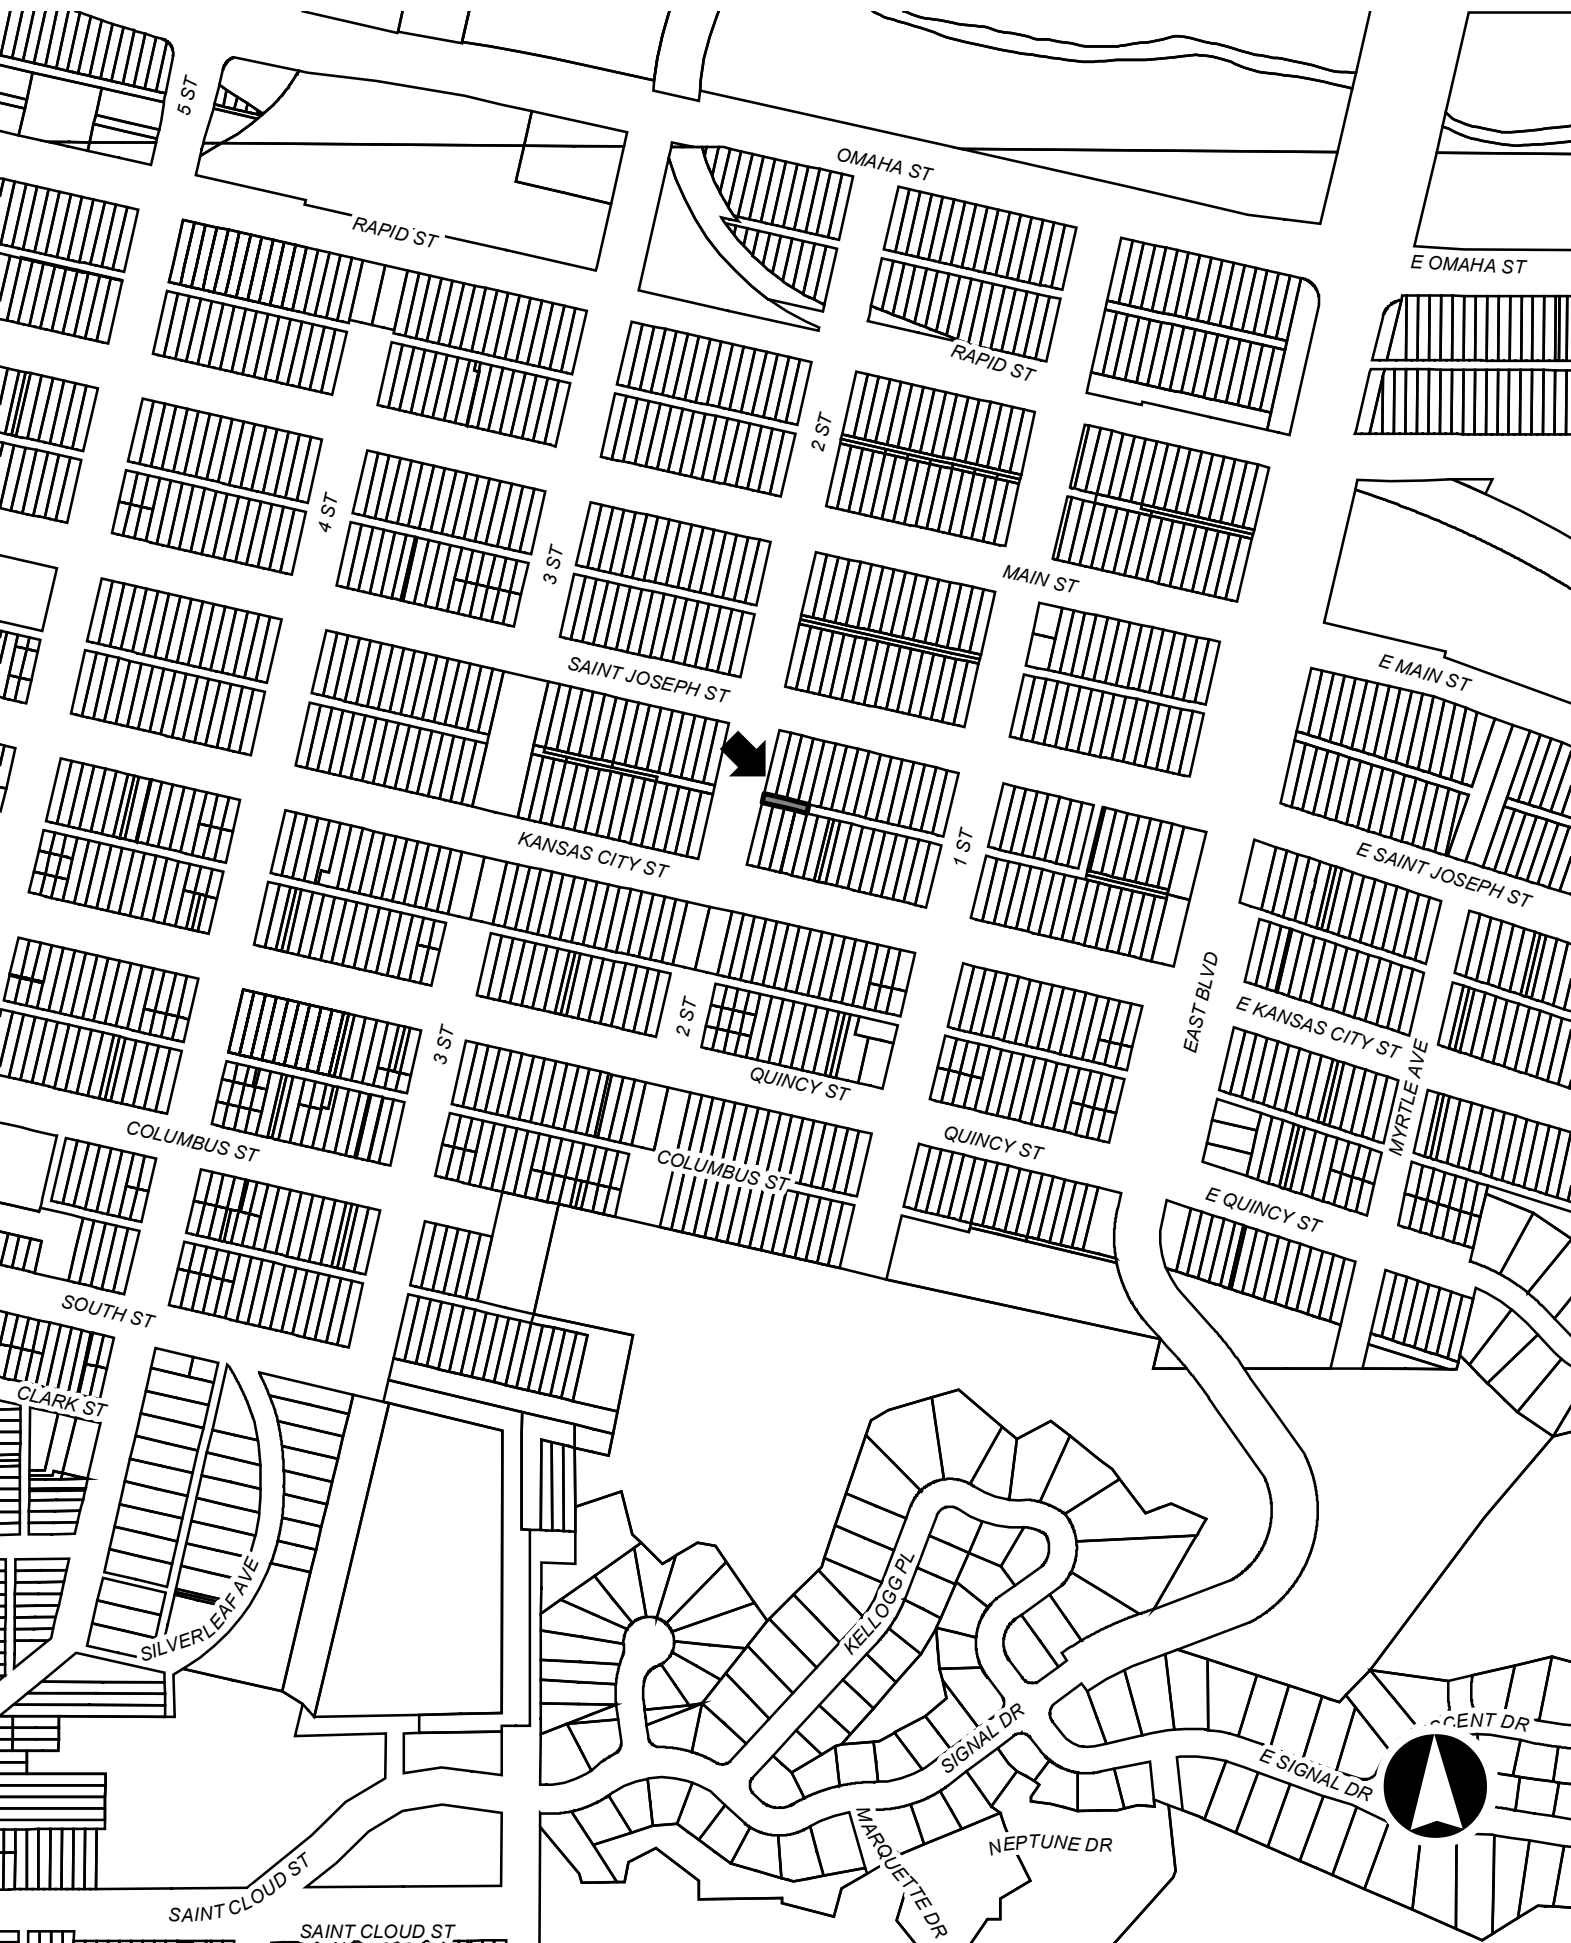 5 ST
OMAHA ST
RAPID ST
E OMAHA ST
RAPID ST
2 ST
4 ST
3 ST
MAIN ST
SAINT JOSEPH ST
E MAIN ST
KANSAS CITY ST
1 ST
E SAINT JOSEPH ST
EAST BLVD
2 ST
E KANSAS CITY ST
3 ST
MYRTLE AVE
QUINCY ST
COLUMBUS ST
QUINCY ST
COLUMBUS ST
E QUINCY ST
SOUTH ST
CLARK ST
SILVERLEAF AVE
KELLOGG PL
SIGNAL DR
CENT DR
E SIGNAL DR
MARQUETTE DR
NEPTUNE DR
SAINT CLOUD ST
SAINT CLOUD ST